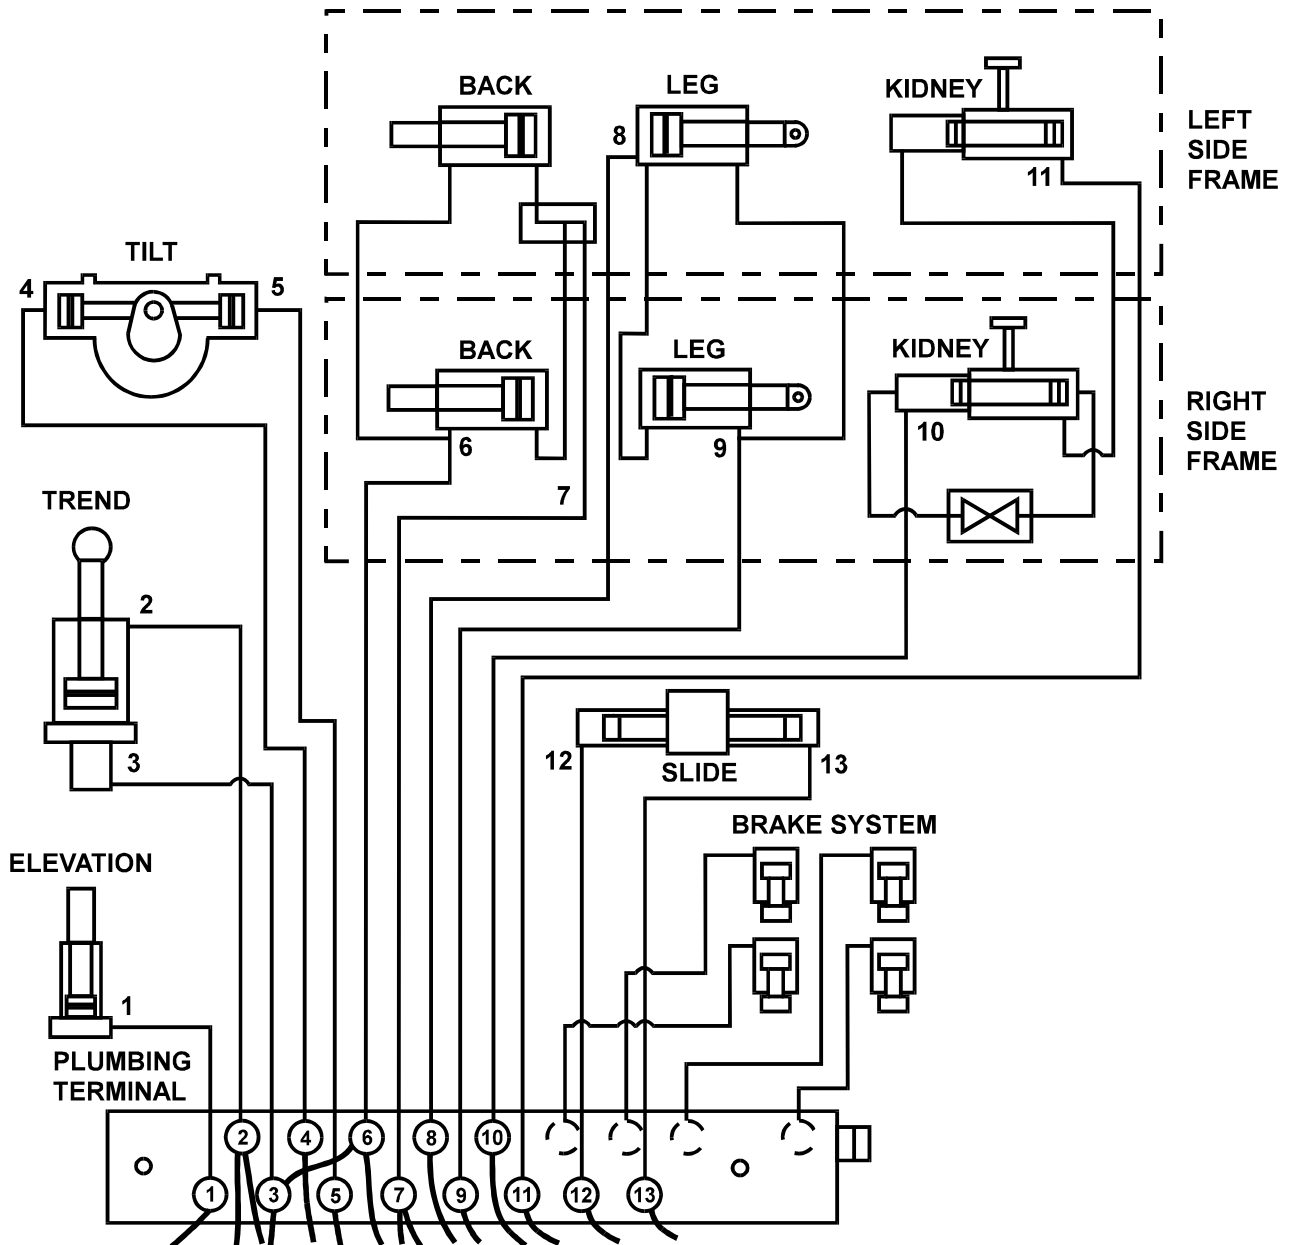 BACK
LEG
KIDNEY
8
11
LEFT
SIDE
FRAME
TILT
4
5
BACK
LEG
KIDNEY
6
9
10
7
RIGHT
SIDE
FRAME
TREND
2
3
12
13
SLIDE
BRAKE SYSTEM
ELEVATION
1
PLUMBING
TERMINAL
2
4
6
8
10
1
3
5
7
9
11
12
13